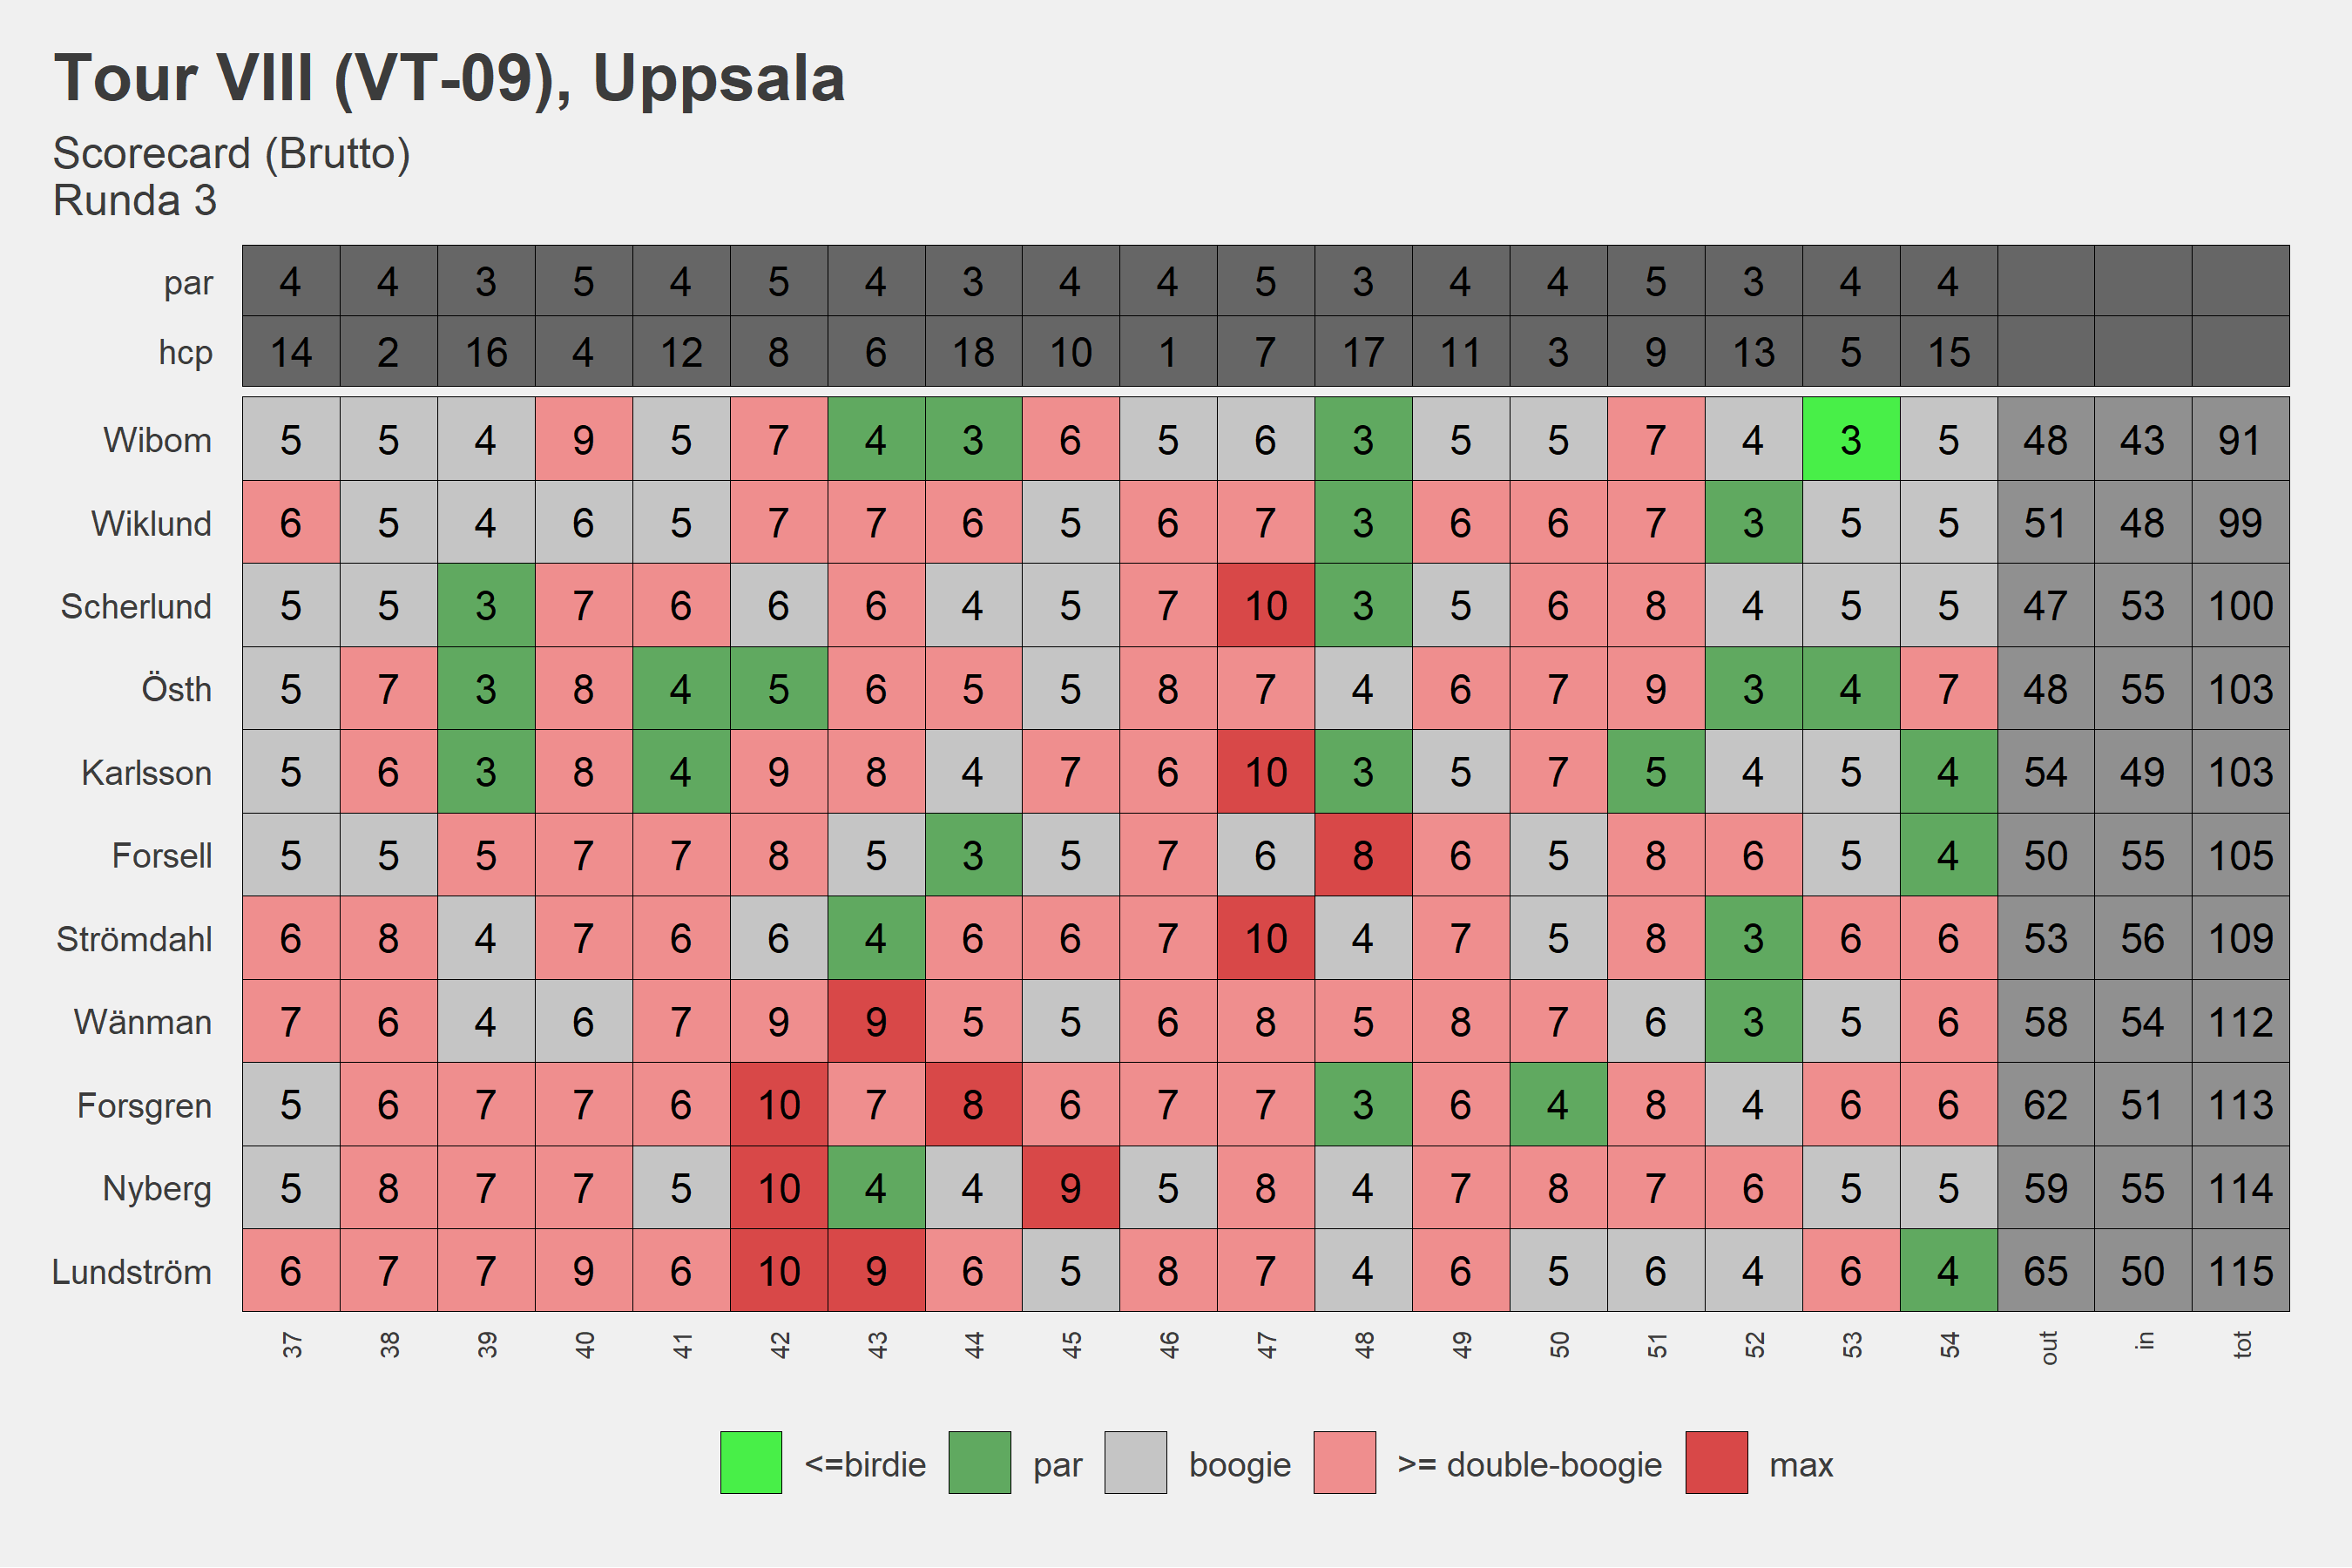 Tour VIII (VT-09), Uppsala
Scorecard (Brutto)
Runda 3
par 4 4 3 5 4 5 4 3 4 4 5 3 4 4 5 3 4 4
hcp 14 2 16 4 12 8 6 18 10 1 7 17 11 3 9 13 5 15
Wibom 5 5 4 9 5 7 4 3 6 5 6 3 5 5 7 4 3 5 48 43 91
Wiklund 6 5 4 6 5 7 7 6 5 6 7 3 6 6 7 3 5 5 51 48 99
Scherlund 5 5 3 7 6 6 6 4 5 7 10 3 5 6 8 4 5 5 47 53 100
Östh 5 7 3 8 4 5 6 5 5 8 7 4 6 7 9 3 4 7 48 55 103
Karlsson 5 6 3 8 4 9 8 4 7 6 10 3 5 7 5 4 5 4 54 49 103
Forsell 5 5 5 7 7 8 5 3 5 7 6 8 6 5 8 6 5 4 50 55 105
Strömdahl 6 8 4 7 6 6 4 6 6 7 10 4 7 5 8 3 6 6 53 56 109
Wänman 7 6 4 6 7 9 9 5 5 6 8 5 8 7 6 3 5 6 58 54 112
Forsgren 5 6 7 7 6 10 7 8 6 7 7 3 6 4 8 4 6 6 62 51 113
Nyberg 5 8 7 7 5 10 4 4 9 5 8 4 7 8 7 6 5 5 59 55 114
Lundström 6 7 7 9 6 10 9 6 5 8 7 4 6 5 6 4 6 4 65 50 115
37 38 39 40 41 42 43 44 45 46 47 48 49 50 51 52 53 54 out in tot
<=birdie par boogie >= double-boogie max